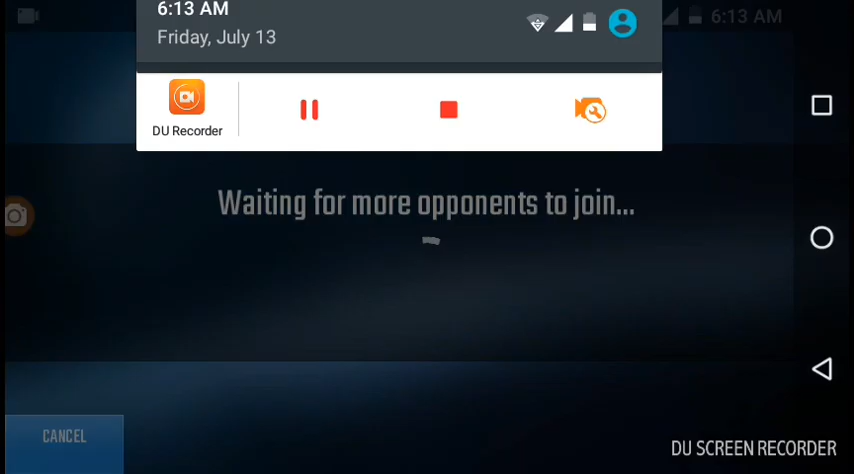 6:13 AM
6:13 AM
Friday, July 13
DU Recorder
Waiting for more opponents to join...
CANCEL
DU SCREEN RECORDER